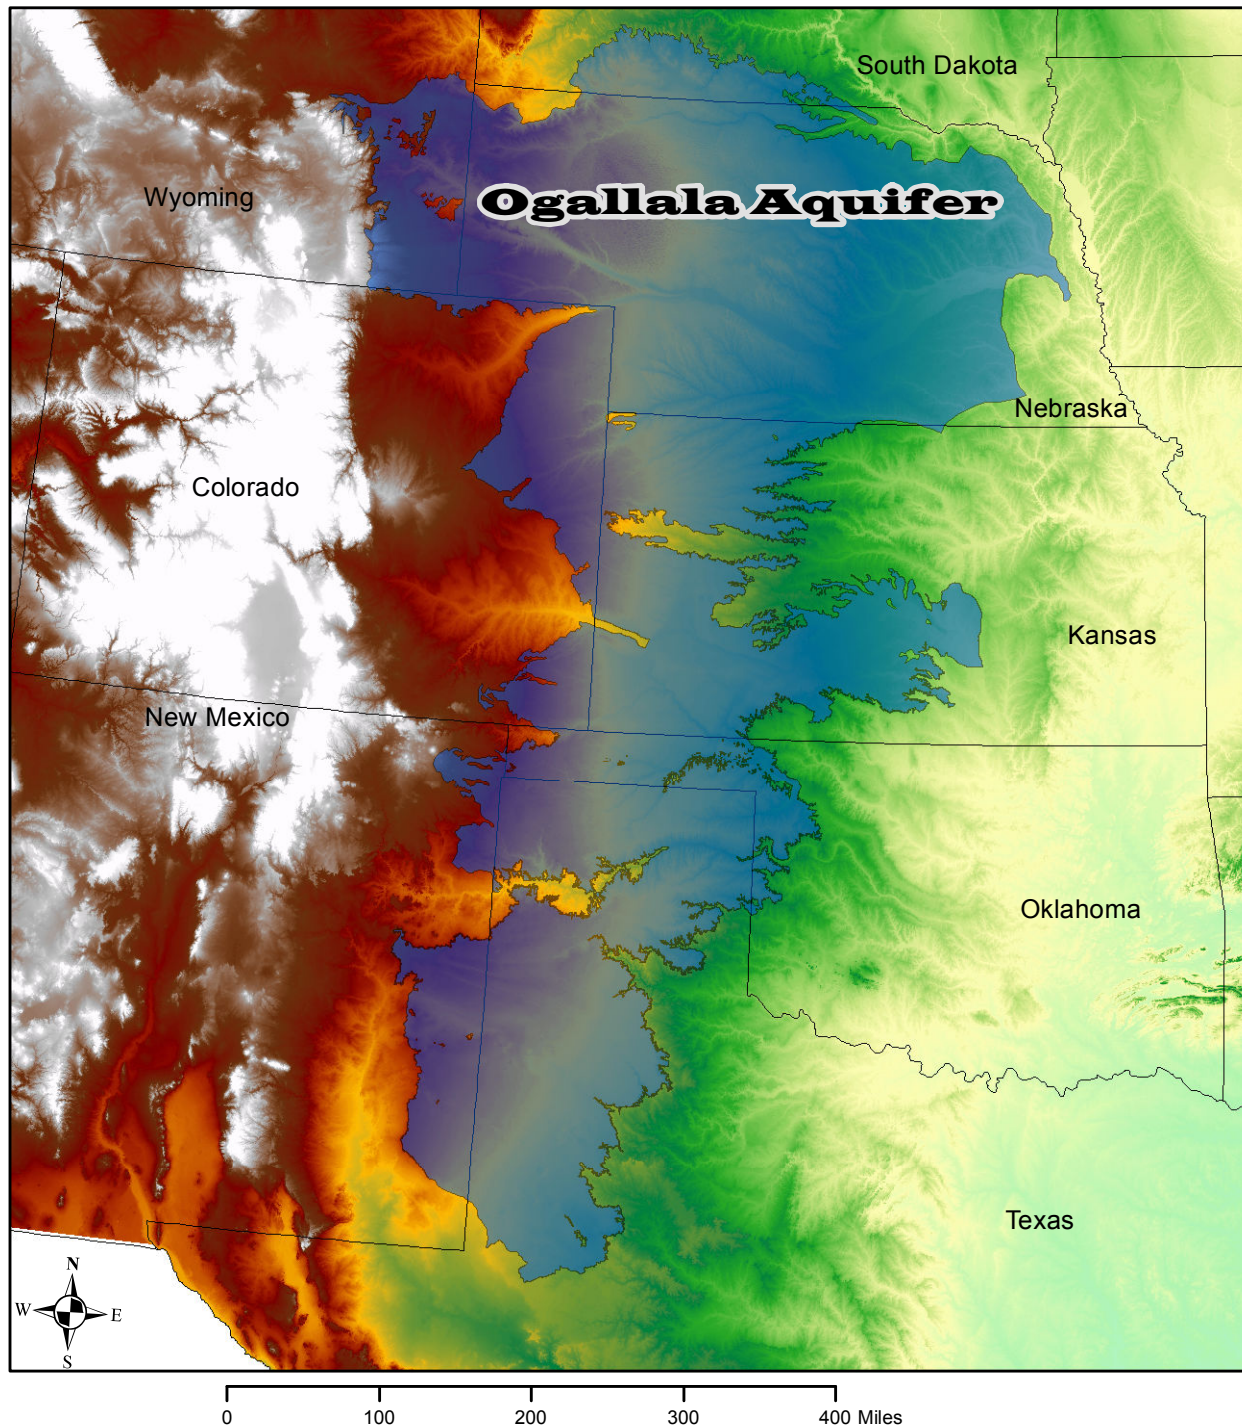 South Dakota
Wyoming
Ogallala Aquifer
Nebraska
Colorado
Kansas
New Mexico
Oklahoma
Texas
N
W
E
S
0 100 200 300 400 Miles